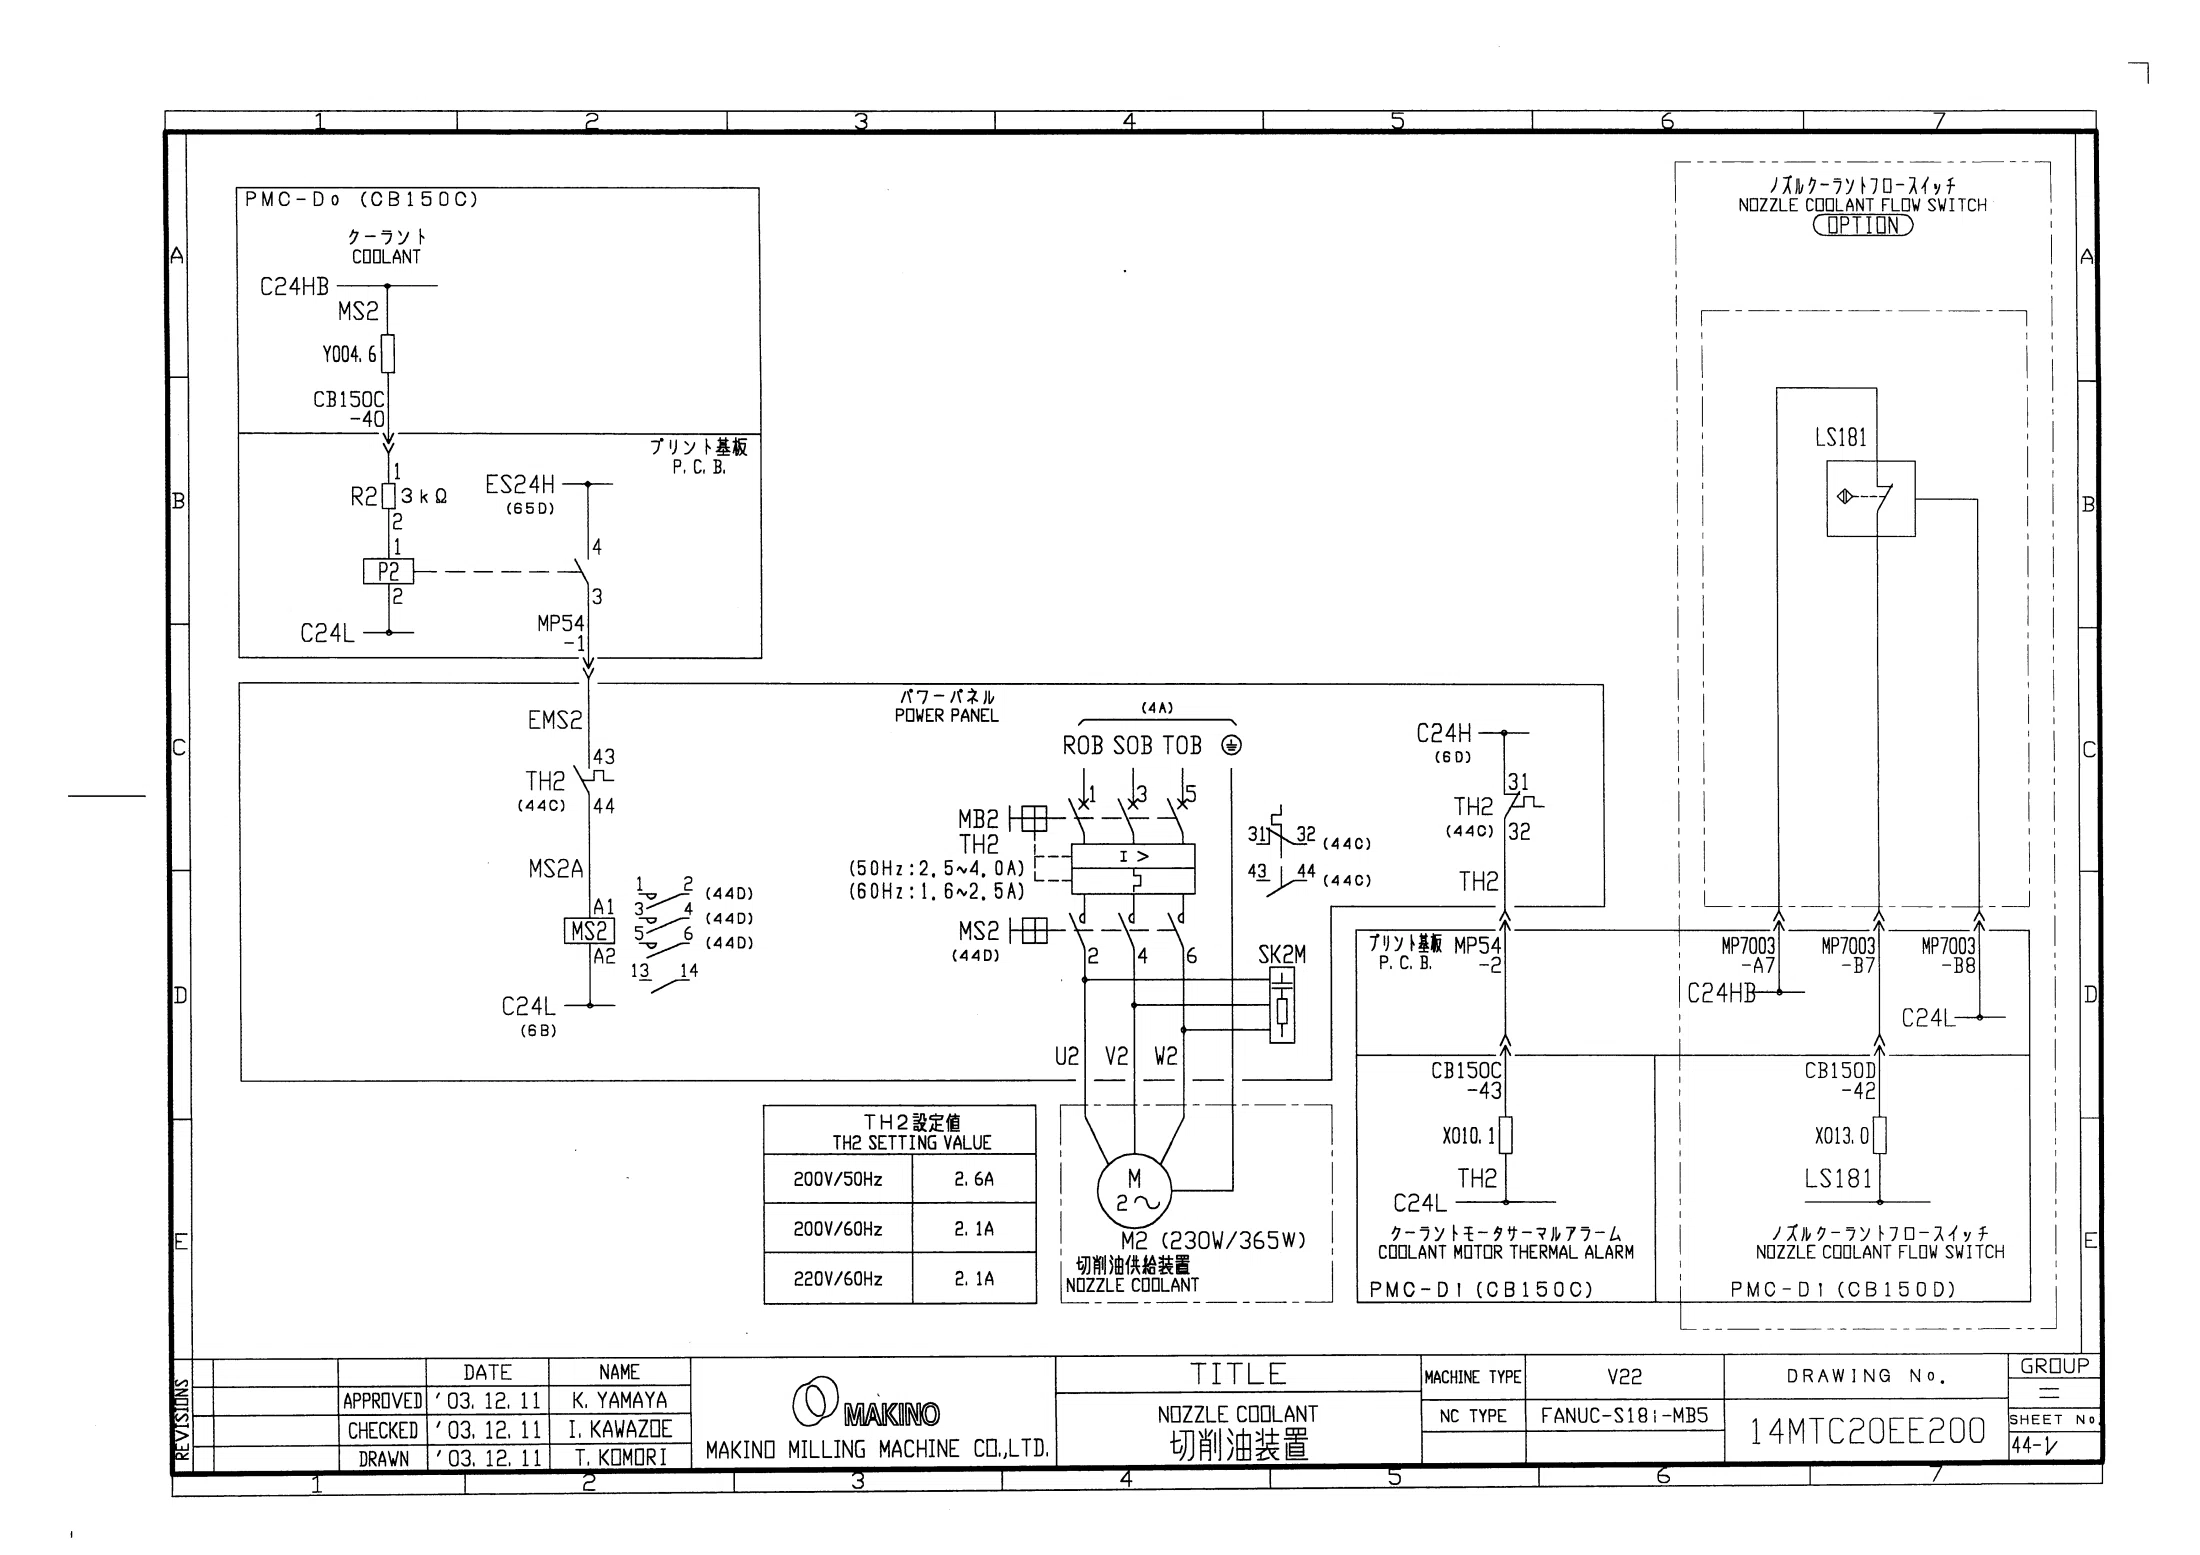 1 2 3 4 5 6 7
A
B
C
D
E
PMC-Do (CB150C)
クーラント
COOLANT
C24HB
MS2
Y004.6
CB150C
-40
プリント基板
P.C.B.
1
R2 3kΩ
2
1
P2
2
C24L
ES24H
(65D)
4
3
MP54
-1
パワーパネル
POWER PANEL
EMS2
43
TH2
(44C)
44
MS2A
A1
MS2
A2
C24L
(6B)
1 2 (44D)
3 4 (44D)
5 6 (44D)
13 14
(4A)
ROB SOB TOB
1 3 5
MB2
TH2
(50Hz:2.5~4.0A)
(60Hz:1.6~2.5A)
I >
MS2
(44D)
2 4 6
31 32 (44C)
43 44 (44C)
SK2M
U2 V2 W2
M
2~
M2 (230W/365W)
切削油供給装置
NOZZLE COOLANT
TH2設定値
TH2 SETTING VALUE
200V/50Hz 2.6A
200V/60Hz 2.1A
220V/60Hz 2.1A
C24H
(6D)
31
TH2
(44C)
32
TH2
プリント基板
P.C.B.
MP54
-2
CB150C
-43
X010.1
TH2
C24L
クーラントモータサーマルアラーム
COOLANT MOTOR THERMAL ALARM
PMC-DI (CB150C)
ノズルクーラントフロースイッチ
NOZZLE COOLANT FLOW SWITCH
OPTION
LS181
MP7003
-A7
MP7003
-B7
MP7003
-B8
C24HB
C24L
CB150D
-42
X013.0
LS181
ノズルクーラントフロースイッチ
NOZZLE COOLANT FLOW SWITCH
PMC-DI (CB150D)
A
B
C
D
E
REVISIONS
DATE NAME
APPROVED '03.12.11 K. YAMAYA
CHECKED '03.12.11 I. KAWAZOE
DRAWN '03.12.11 T. KOMORI
MAKINO
MAKINO MILLING MACHINE CO.,LTD.
TITLE
NOZZLE COOLANT
切削油装置
MACHINE TYPE V22
NC TYPE FANUC-S18i-MB5
DRAWING No.
14MTC20EE200
GROUP
=
SHEET No.
44-1/
1 2 3 4 5 6 7